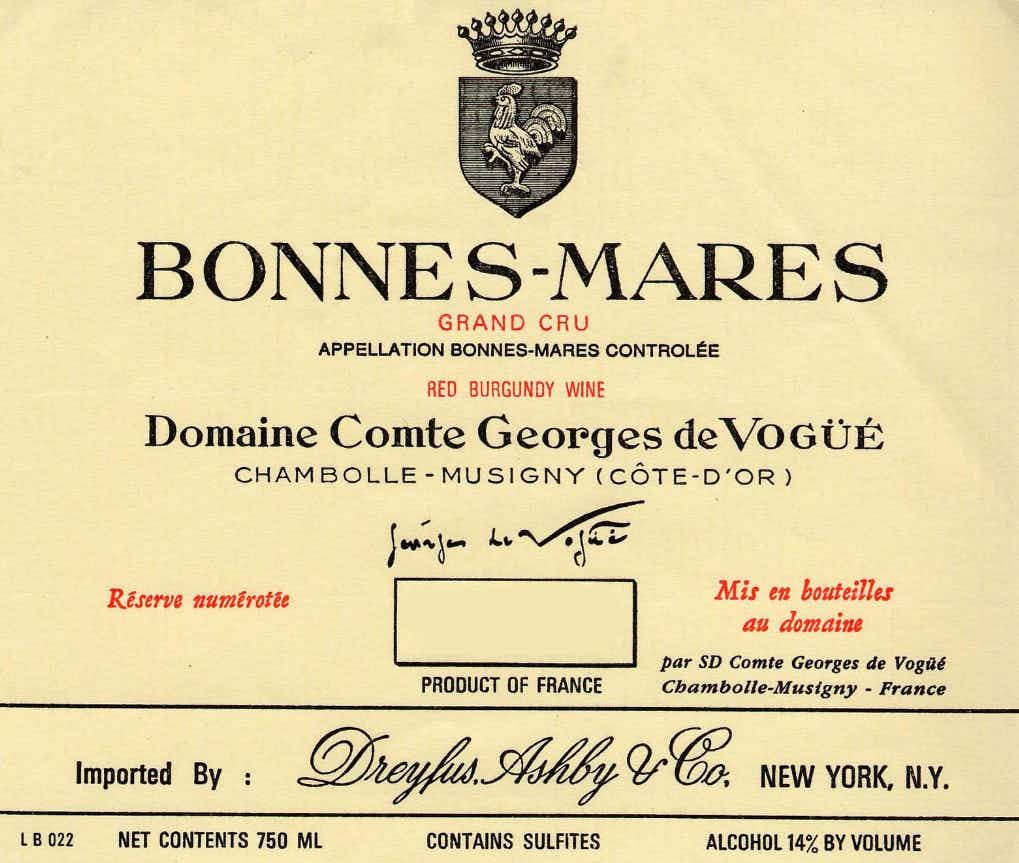 BONNES-MARES
GRAND CRU
APPELLATION BONNES-MARES CONTROLÉE
RED BURGUNDY WINE
Domaine Comte Georges de VOGÜÉ
CHAMBOLLE-MUSIGNY (CÔTE-D'OR)
Georges de Vogüé
Réserve numérotée
Mis en bouteilles
au domaine
par SD Comte Georges de Vogüé
Chambolle-Musigny - France
PRODUCT OF FRANCE
Imported By : Dreyfus, Ashby & Co. NEW YORK, N.Y.
L B 022 NET CONTENTS 750 ML CONTAINS SULFITES ALCOHOL 14% BY VOLUME